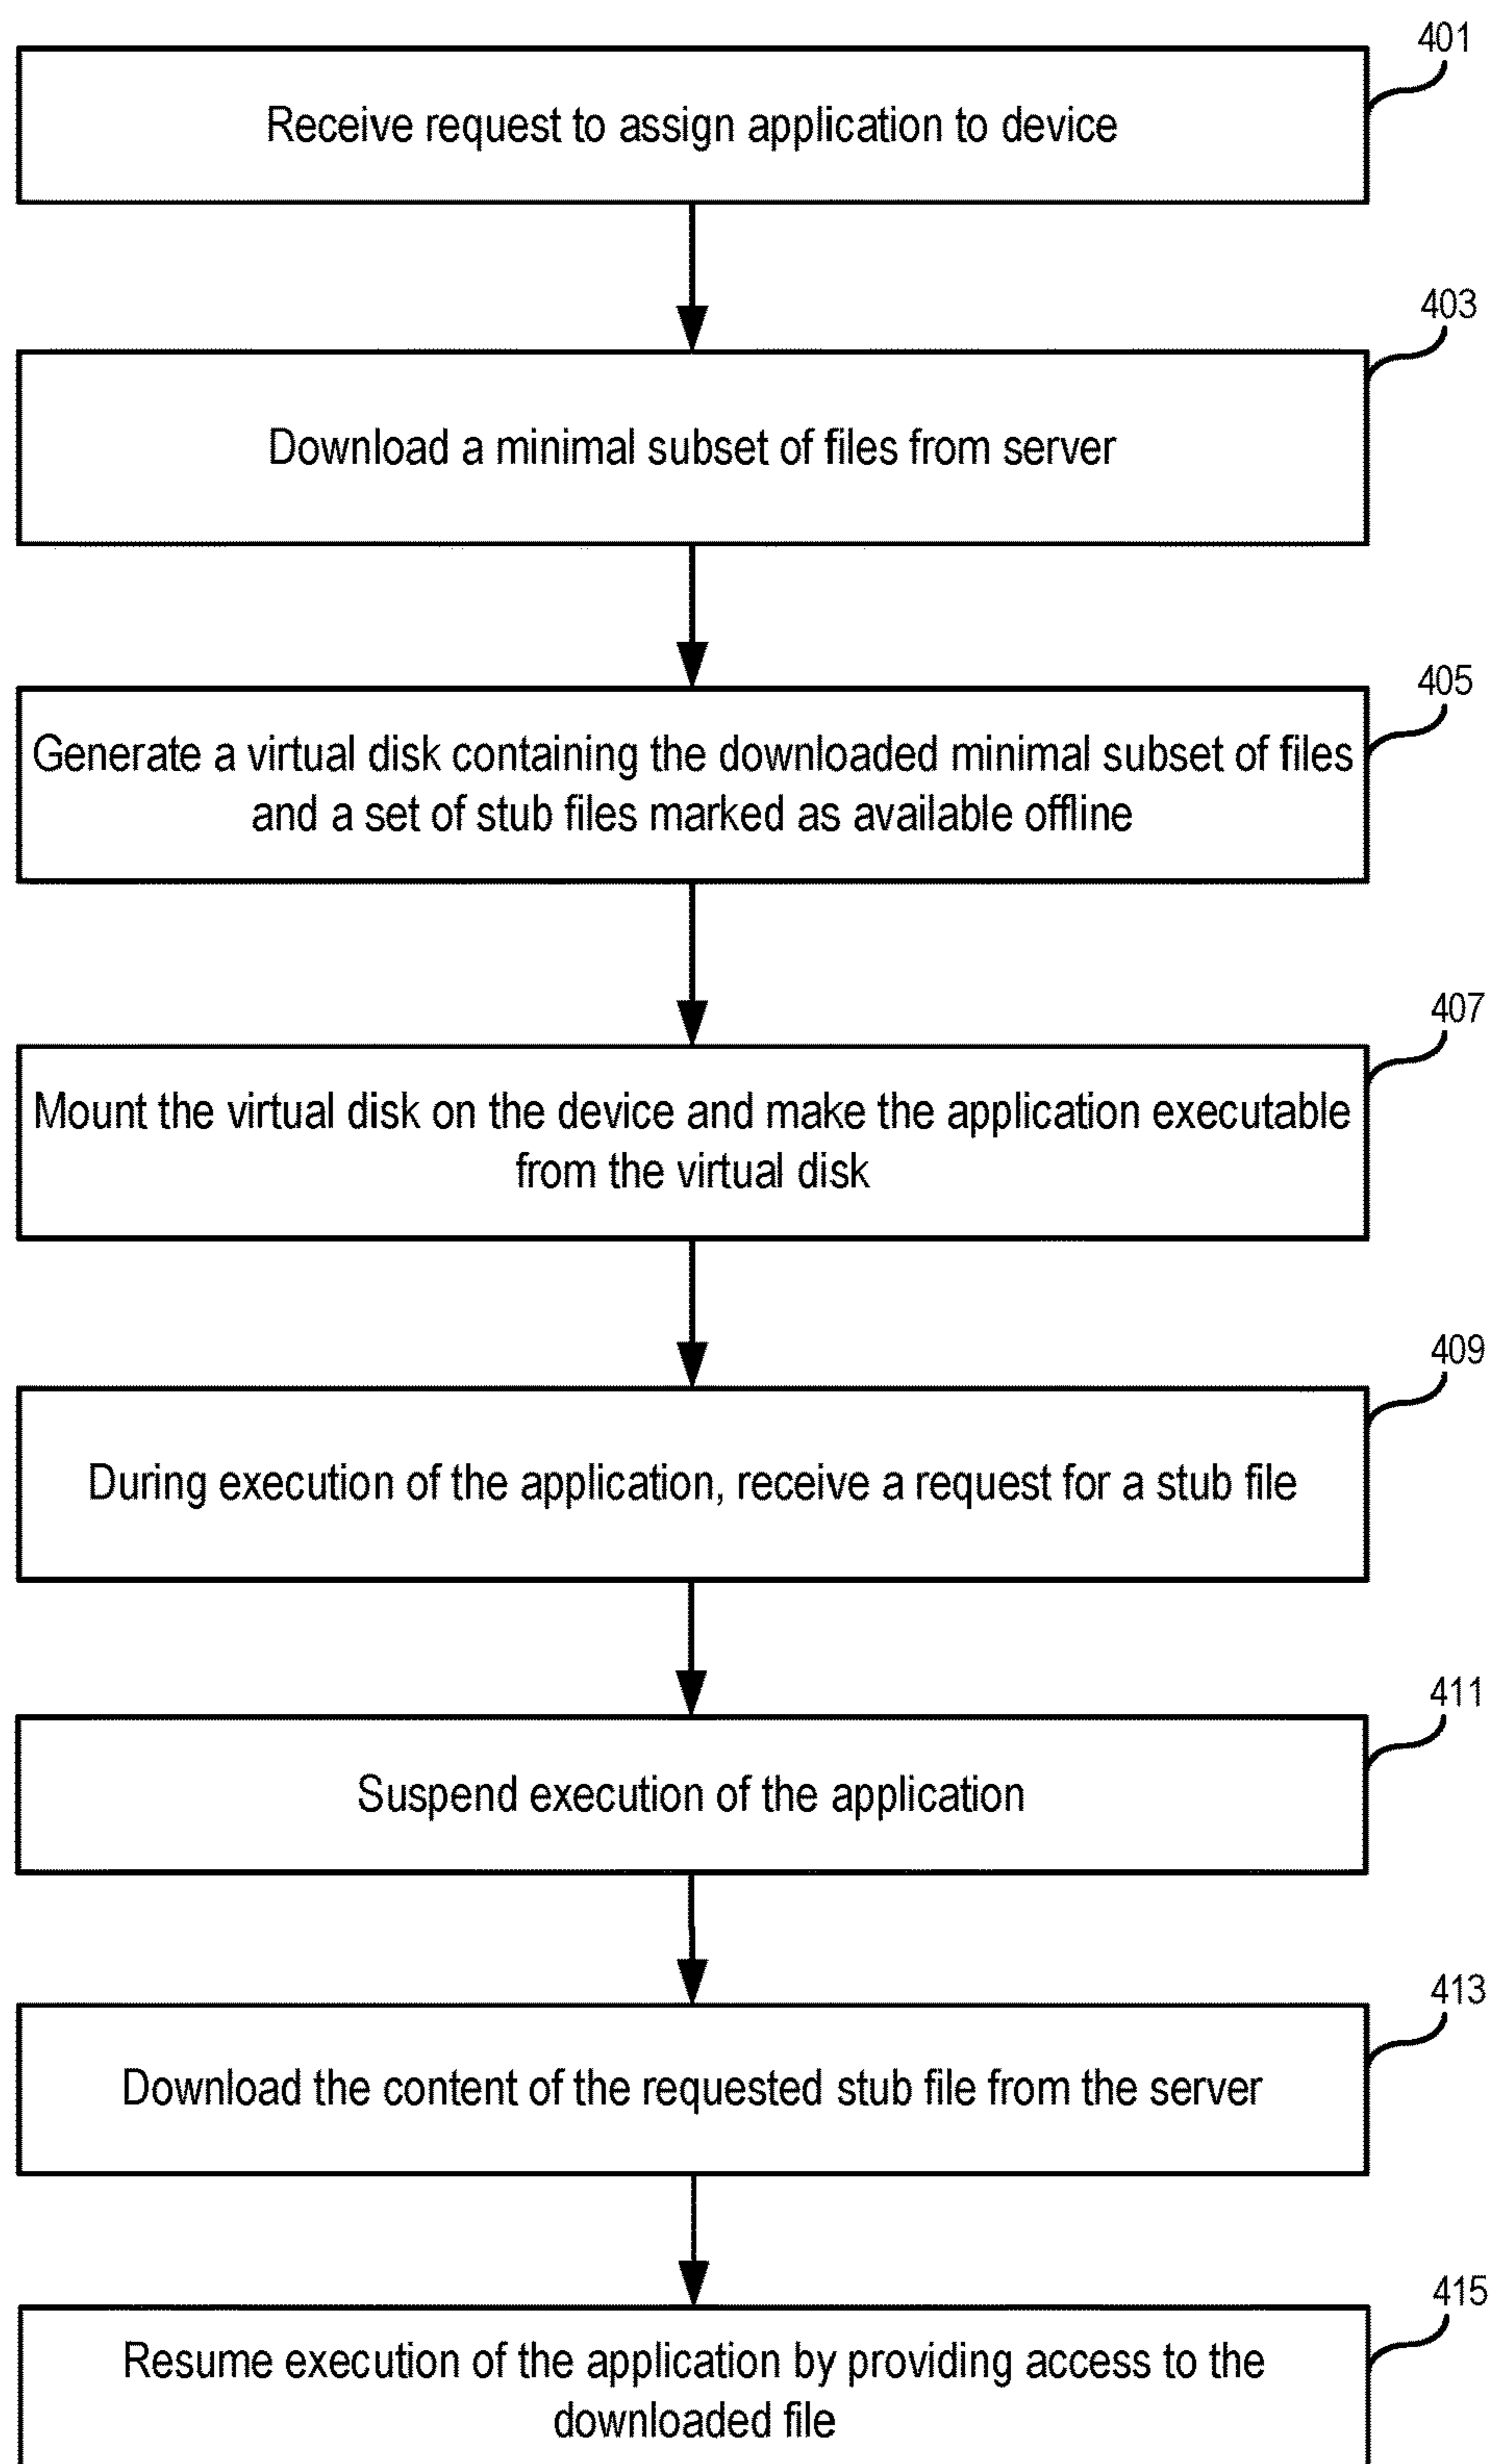 401
Receive request to assign application to device
403
Download a minimal subset of files from server
405
Generate a virtual disk containing the downloaded minimal subset of files
and a set of stub files marked as available offline
407
Mount the virtual disk on the device and make the application executable
from the virtual disk
409
During execution of the application, receive a request for a stub file
411
Suspend execution of the application
413
Download the content of the requested stub file from the server
415
Resume execution of the application by providing access to the
downloaded file